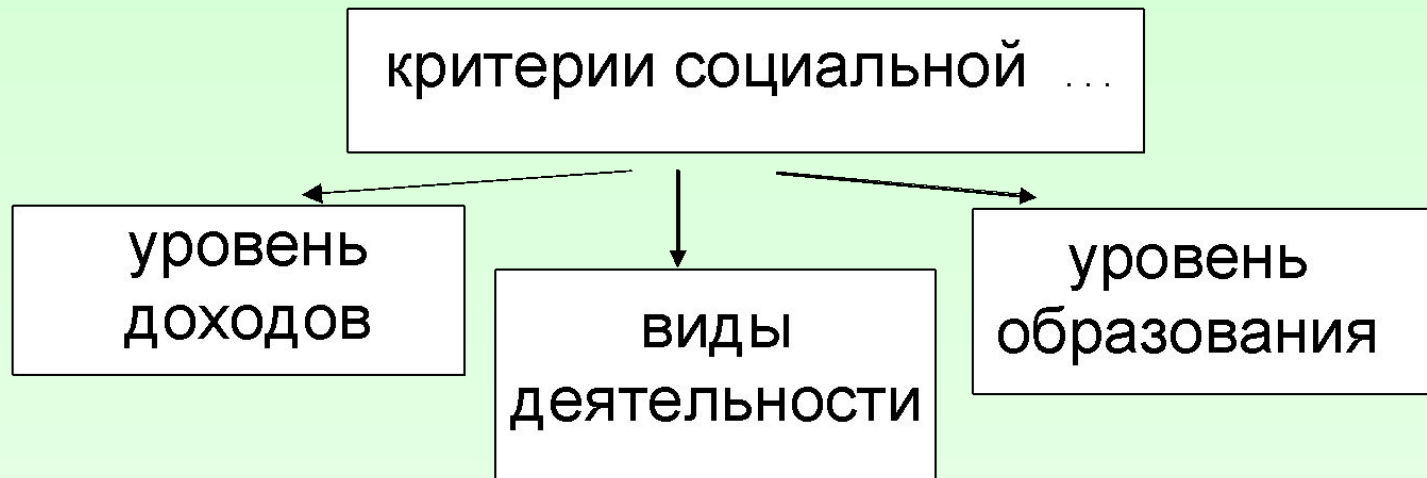 критерии социальной ...
уровень
доходов
виды
деятельности
уровень
образования